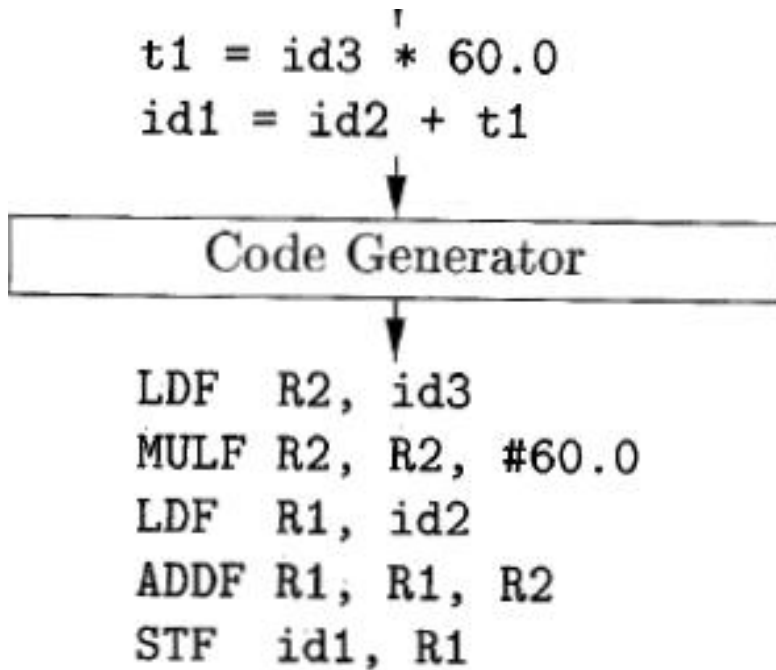 t1 = id3 * 60.0
id1 = id2 + t1
Code Generator
LDF R2, id3
MULF R2, R2, #60.0
LDF R1, id2
ADDF R1, R1, R2
STF id1, R1